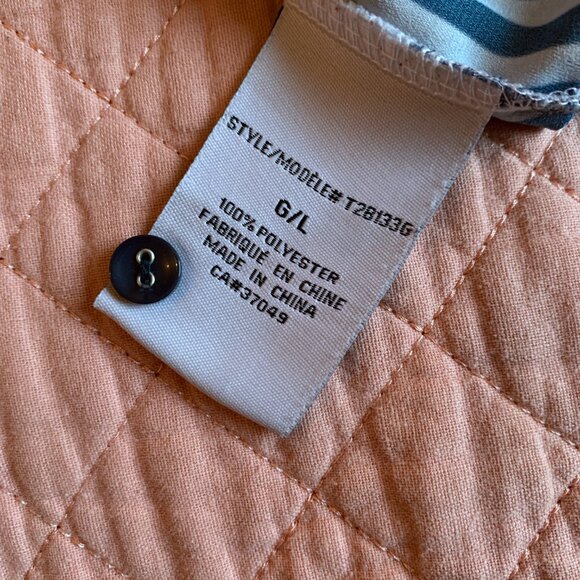 STYLE/MODÈLE# T28133G
G/L
100% POLYESTER
FABRIQUÉ EN CHINE
MADE IN CHINA
CA#37049